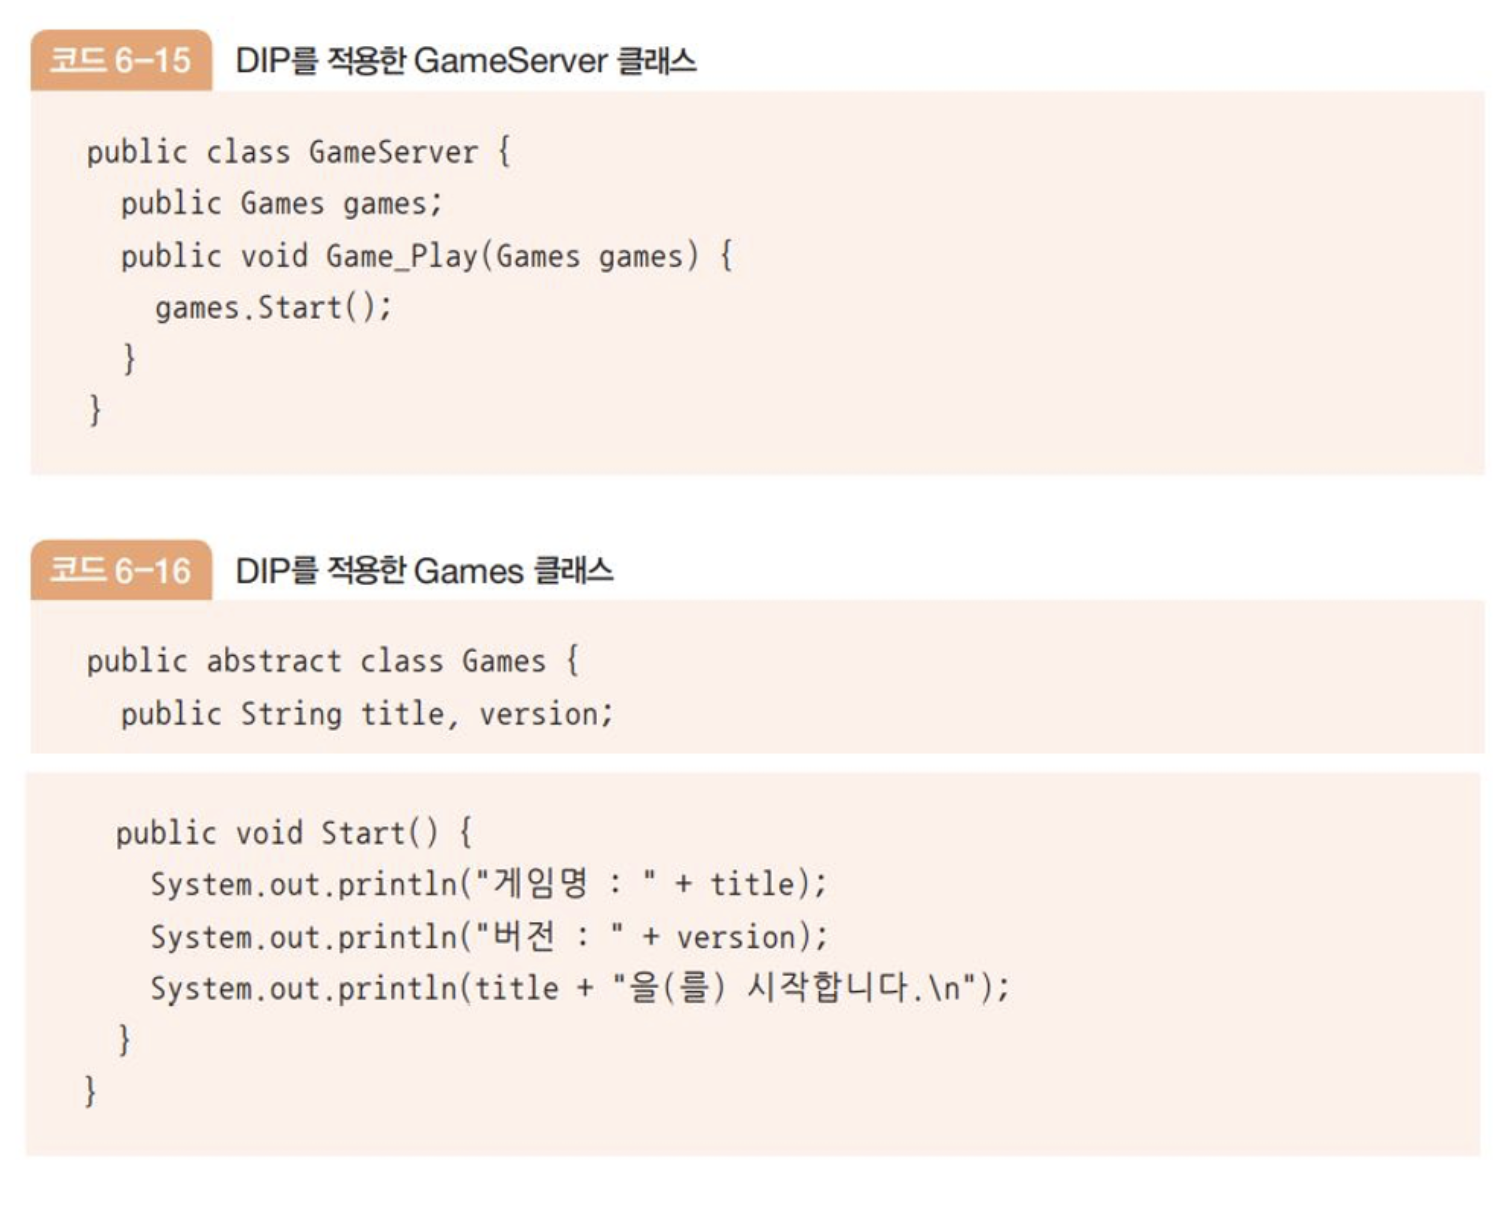 코드 6-15 DIP를 적용한 GameServer 클래스
public class GameServer {
public Games games;
public void Game_Play(Games games) {
games.Start();
}
}
코드 6-16 DIP를 적용한 Games 클래스
public abstract class Games {
public String title, version;
public void Start() {
System.out.println("게임명 : " + title);
System.out.println("버전 : " + version);
System.out.println(title + "을(를) 시작합니다.\n");
}
}